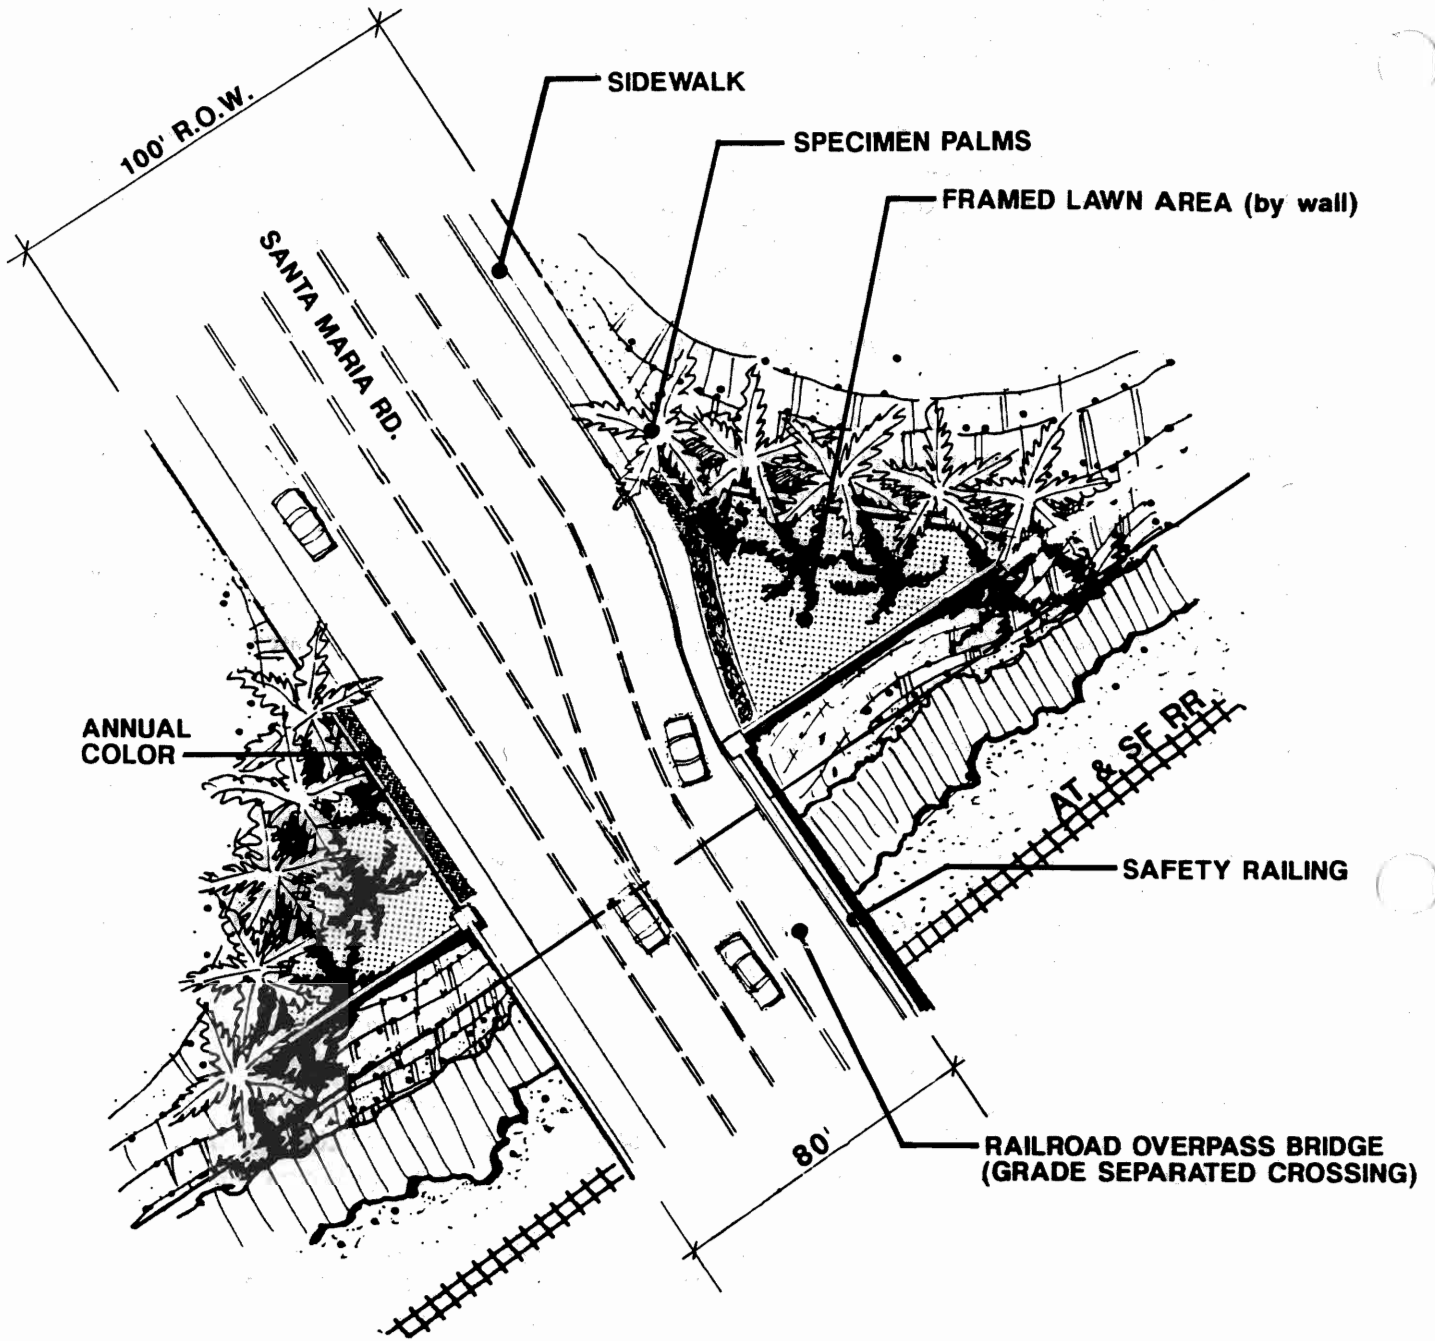 SIDEWALK
100' R.O.W.
SPECIMEN PALMS
FRAMED LAWN AREA (by wall)
SANTA MARIA RD.
ANNUAL
COLOR
AT & SF RR
SAFETY RAILING
80'
RAILROAD OVERPASS BRIDGE
(GRADE SEPARATED CROSSING)